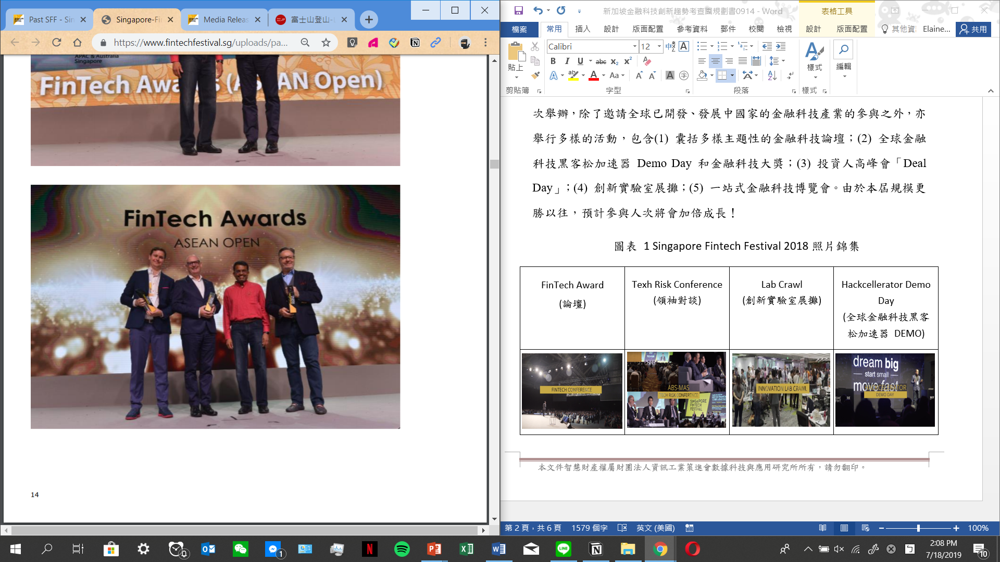 Past SFF - Sin
Singapore-Fi
Media Releas
富士山登山-
https://www.fintechfestival.sg/uploads/pa...
APAC & Australia
Singapore
FinTech Awards (ASEAN Open)
FinTech Awards
ASEAN OPEN
14
新加坡金融科技創新趨勢考查團規劃書0914 - Word
表格工具
檔案
常用
插入
設計
版面配置
參考資料
郵件
校閱
檢視
設計
版面配置
其他資
Elaine...
共用
貼上
Calibri
12
樣式
編輯
剪貼簿
字型
段落
樣式
次舉辦，除了邀請全球已開發、發展中國家的金融科技產業的參與之外，亦
舉行多樣的活動，包含(1) 囊括多樣主題性的金融科技論壇；(2) 全球金融
科技黑客松加速器 Demo Day 和金融科技大獎；(3) 投資人高峰會「Deal
Day」；(4) 創新實驗室展攤；(5) 一站式金融科技博覽會。由於本屆規模更
勝以往，預計參與人次將會加倍成長！
圖表 1 Singapore Fintech Festival 2018 照片錦集
FinTech Award
(論壇)
Texh Risk Conference
(領袖對談)
Lab Crawl
(創新實驗室展攤)
Hackcellerator Demo
Day
(全球金融科技黑客
松加速器 DEMO)
FINTECH CONFERENCE
ABS-MAS
TECH RISK CONFERENCE
SINGAPORE
FINTECH
FESTIVAL
INNOVATION LAB CRAWL
dream big
start small
move fast
DEMO DAY
本文件智慧財產權屬財團法人資訊工業策進會數據科技與應用研究所所有，請勿翻印。
第 2 頁，共 6 頁
1579 個字
英文 (美國)
100%
2:08 PM
7/18/2019